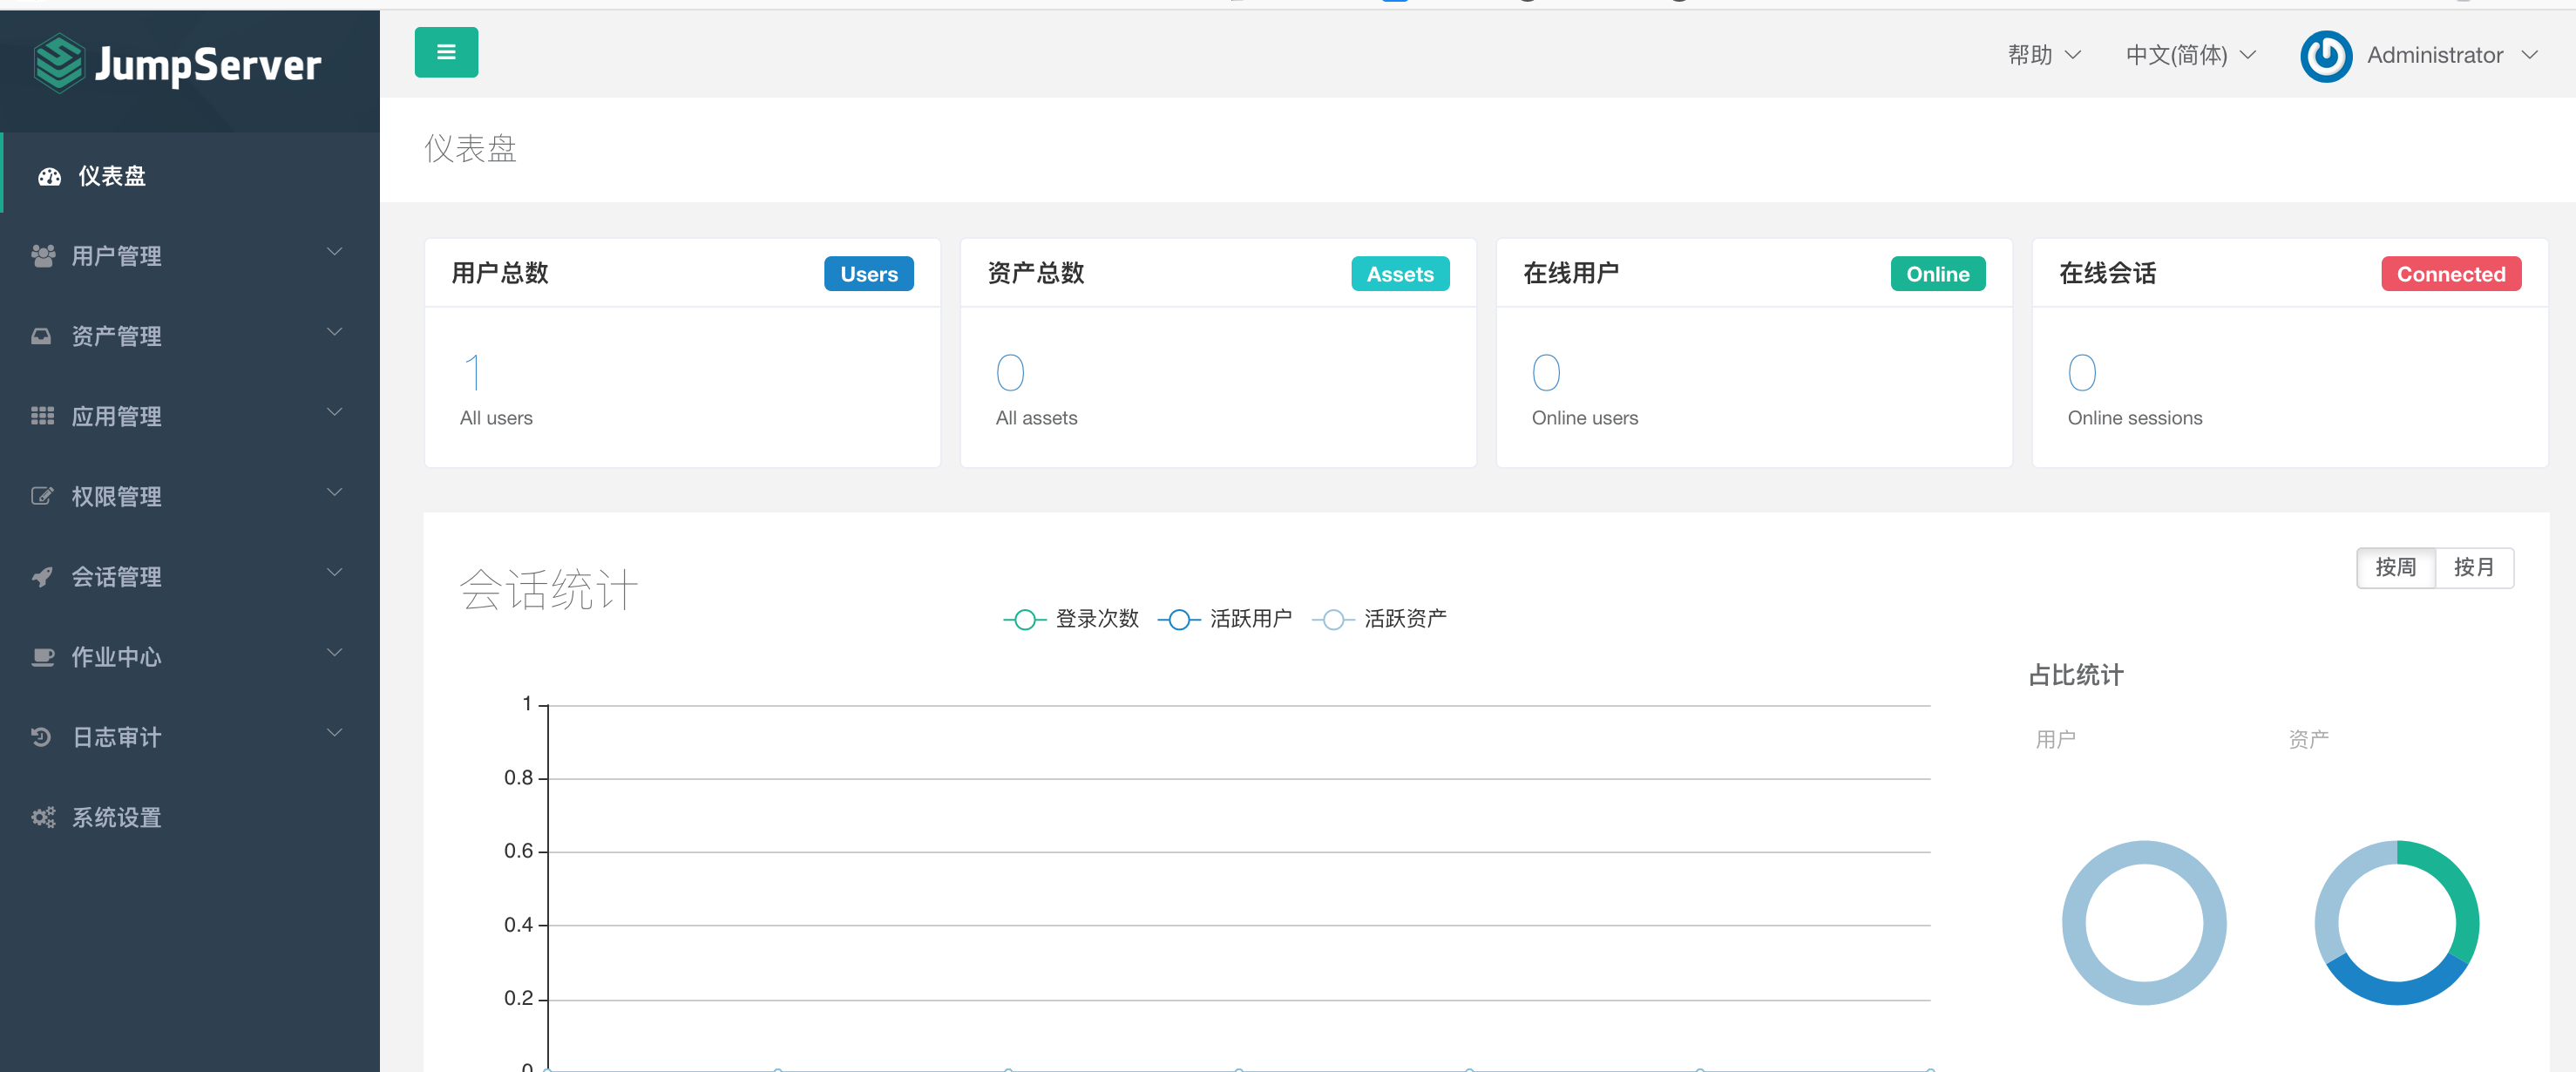 JumpServer
帮助
中文(简体)
Administrator
仪表盘
用户管理
资产管理
应用管理
权限管理
会话管理
作业中心
日志审计
系统设置
仪表盘
用户总数 Users
1
All users
资产总数 Assets
0
All assets
在线用户 Online
0
Online users
在线会话 Connected
0
Online sessions
会话统计
按周 按月
登录次数 活跃用户 活跃资产
1
0.8
0.6
0.4
0.2
0
占比统计
用户 资产